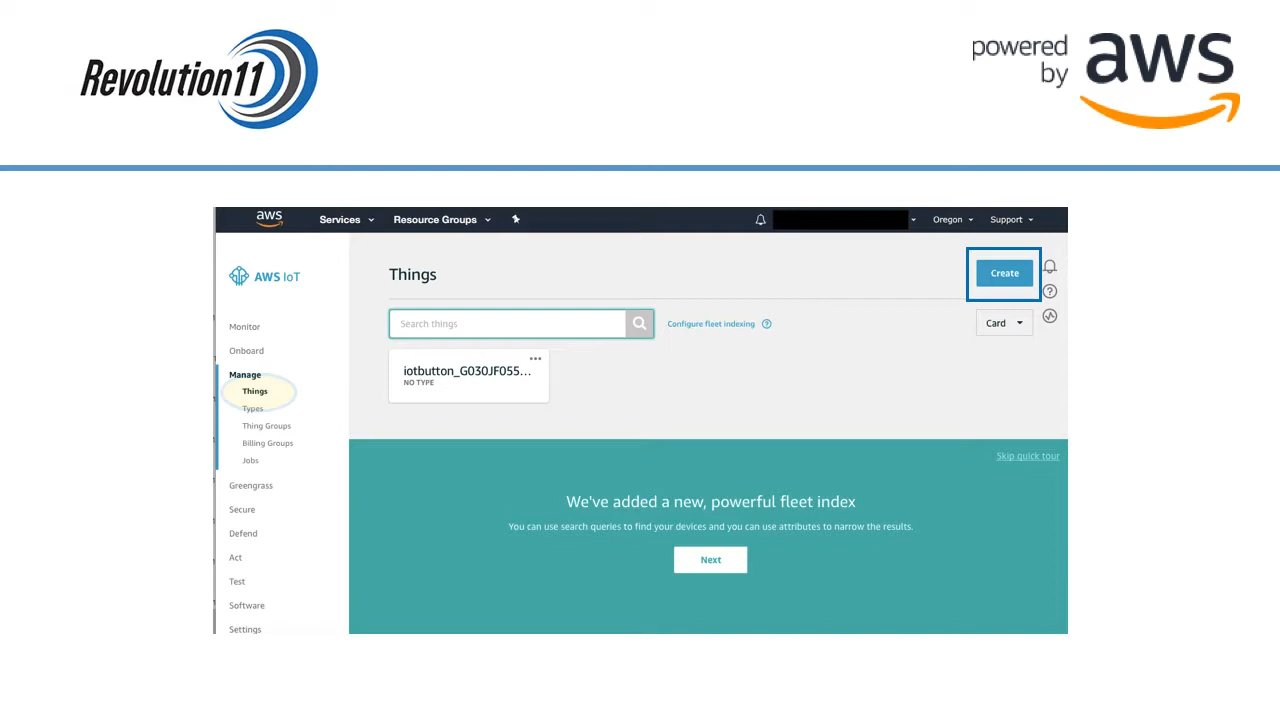 Revolution11
powered
by
aws
aws
Services
Resource Groups
Oregon
Support
AWS IoT
Monitor
Onboard
Manage
Things
Types
Thing Groups
Billing Groups
Jobs
Greengrass
Secure
Defend
Act
Test
Software
Settings
Things
Create
Search things
Configure fleet indexing
Card
iotbutton_G030JF055...
NO TYPE
Skip quick tour
We've added a new, powerful fleet index
You can use search queries to find your devices and you can use attributes to narrow the results.
Next